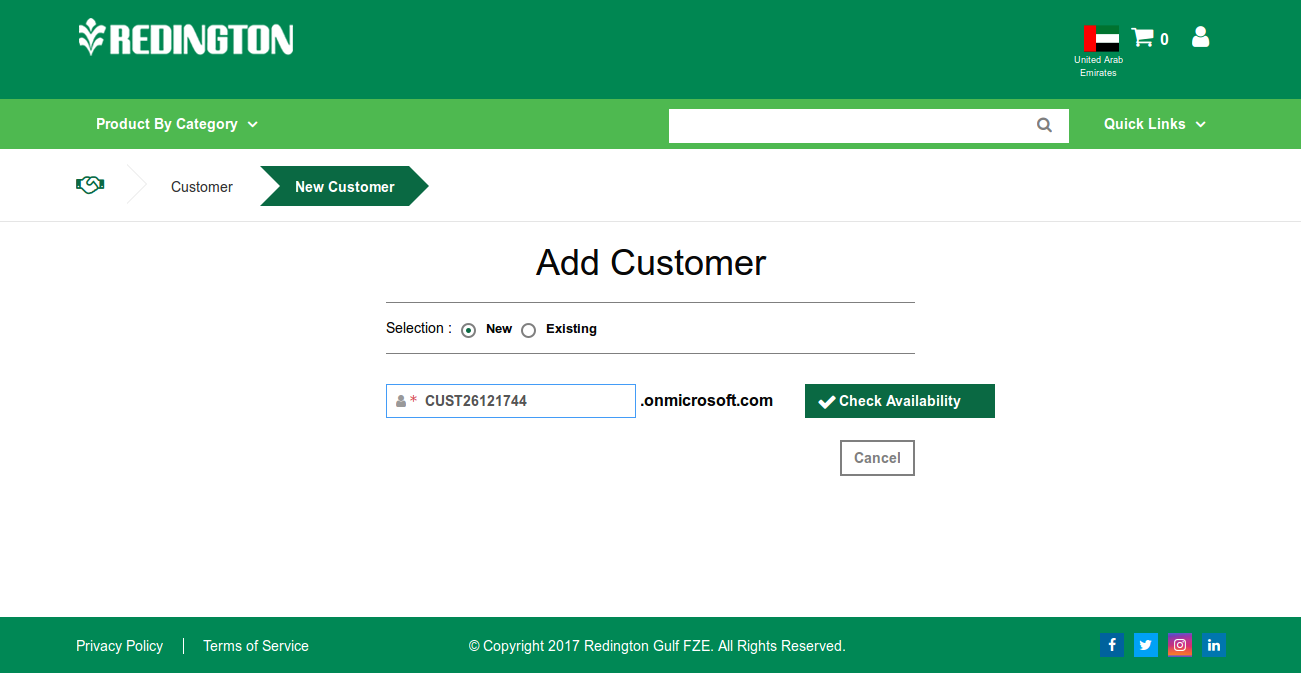 REDINGTON
0
United Arab
Emirates
Product By Category
Quick Links
Customer
New Customer
Add Customer
Selection : New Existing
* CUST26121744 .onmicrosoft.com Check Availability
Cancel
Privacy Policy Terms of Service © Copyright 2017 Redington Gulf FZE. All Rights Reserved.